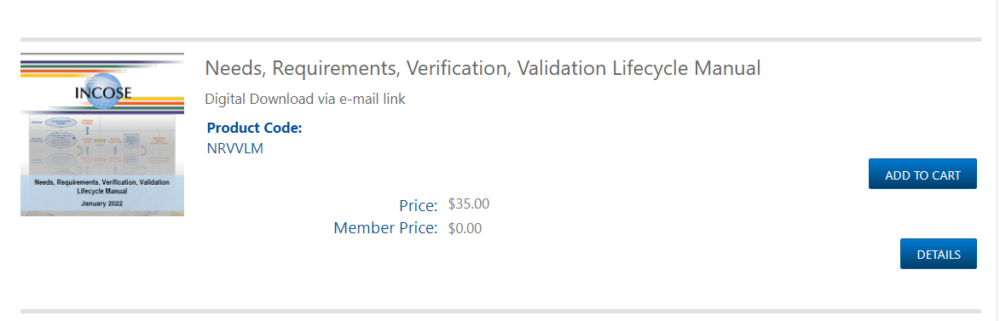 INCOSE
Needs, Requirements, Verification, Validation
Lifecycle Manual
January 2022
Needs, Requirements, Verification, Validation Lifecycle Manual
Digital Download via e-mail link
Product Code:
NRVVLM
ADD TO CART
Price: $35.00
Member Price: $0.00
DETAILS